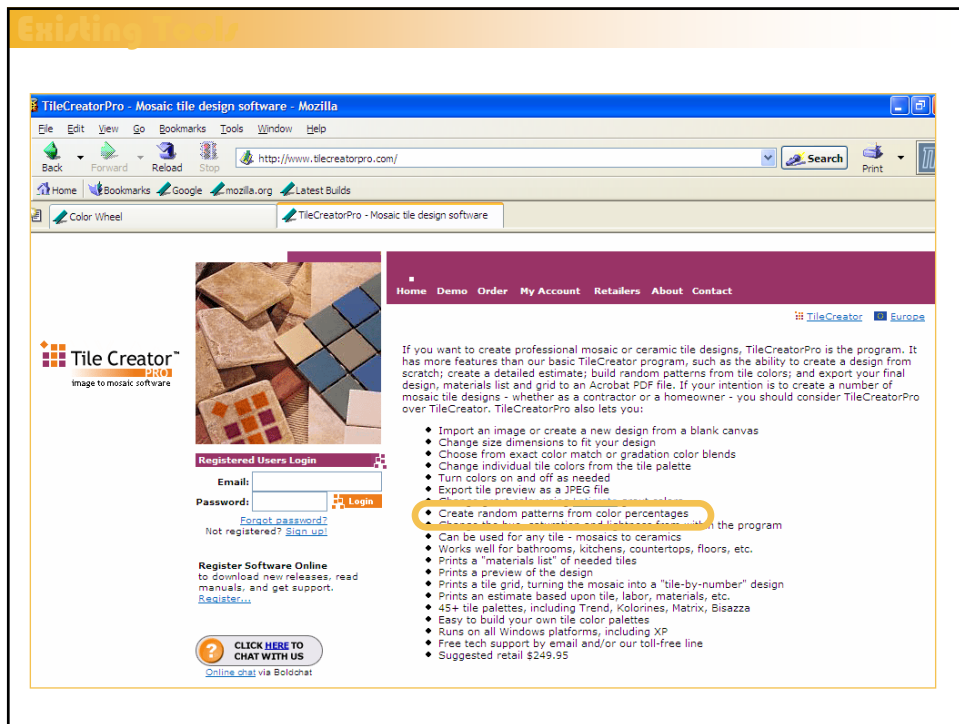 Existing Tools
TileCreatorPro - Mosaic tile design software - Mozilla
File Edit View Go Bookmarks Tools Window Help
Back Forward Reload Stop http://www.tilecreatorpro.com/ Search Print
Home Bookmarks Google mozilla.org Latest Builds
Color Wheel TileCreatorPro - Mosaic tile design software
Home Demo Order My Account Retailers About Contact
TileCreator Europe
Tile Creator™
PRO
image to mosaic software
If you want to create professional mosaic or ceramic tile designs, TileCreatorPro is the program. It
has more features than our basic TileCreator program, such as the ability to create a design from
scratch; create a detailed estimate; build random patterns from tile colors; and export your final
design, materials list and grid to an Acrobat PDF file. If your intention is to create a number of
mosaic tile designs - whether as a contractor or a homeowner - you should consider TileCreatorPro
over TileCreator. TileCreatorPro also lets you:
Import an image or create a new design from a blank canvas
Change size dimensions to fit your design
Choose from exact color match or gradation color blends
Change individual tile colors from the tile palette
Turn colors on and off as needed
Export tile preview as a JPEG file
Change grout color using
grout colors
Create random patterns from color percentages
Change the hue, saturation and lightness from within the program
Can be used for any tile - mosaics to ceramics
Works well for bathrooms, kitchens, countertops, floors, etc.
Prints a "materials list" of needed tiles
Prints a preview of the design
Prints a tile grid, turning the mosaic into a "tile-by-number" design
Prints an estimate based upon tile, labor, materials, etc.
45+ tile palettes, including Trend, Kolorines, Matrix, Bisazza
Easy to build your own tile color palettes
Runs on all Windows platforms, including XP
Free tech support by email and/or our toll-free line
Suggested retail $249.95
Registered Users Login
Email:
Password: Login
Forgot password?
Not registered? Sign up!
Register Software Online
to download new releases, read
manuals, and get support.
Register...
? CLICK HERE TO
CHAT WITH US
Online chat via Boldchat